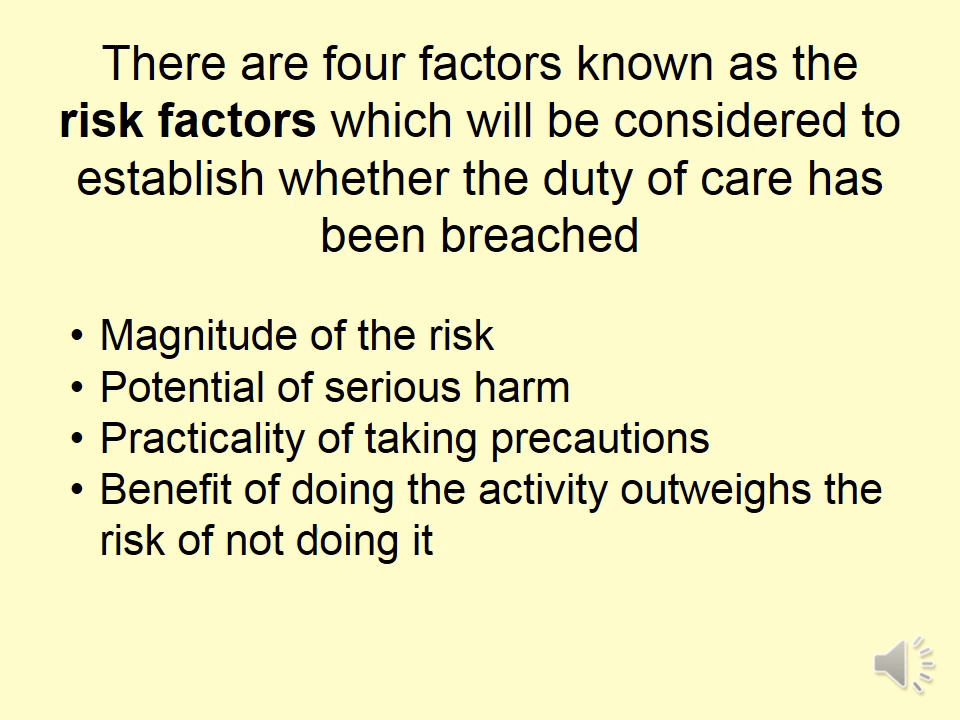 There are four factors known as the
risk factors which will be considered to
establish whether the duty of care has
been breached
• Magnitude of the risk
• Potential of serious harm
• Practicality of taking precautions
• Benefit of doing the activity outweighs the
risk of not doing it